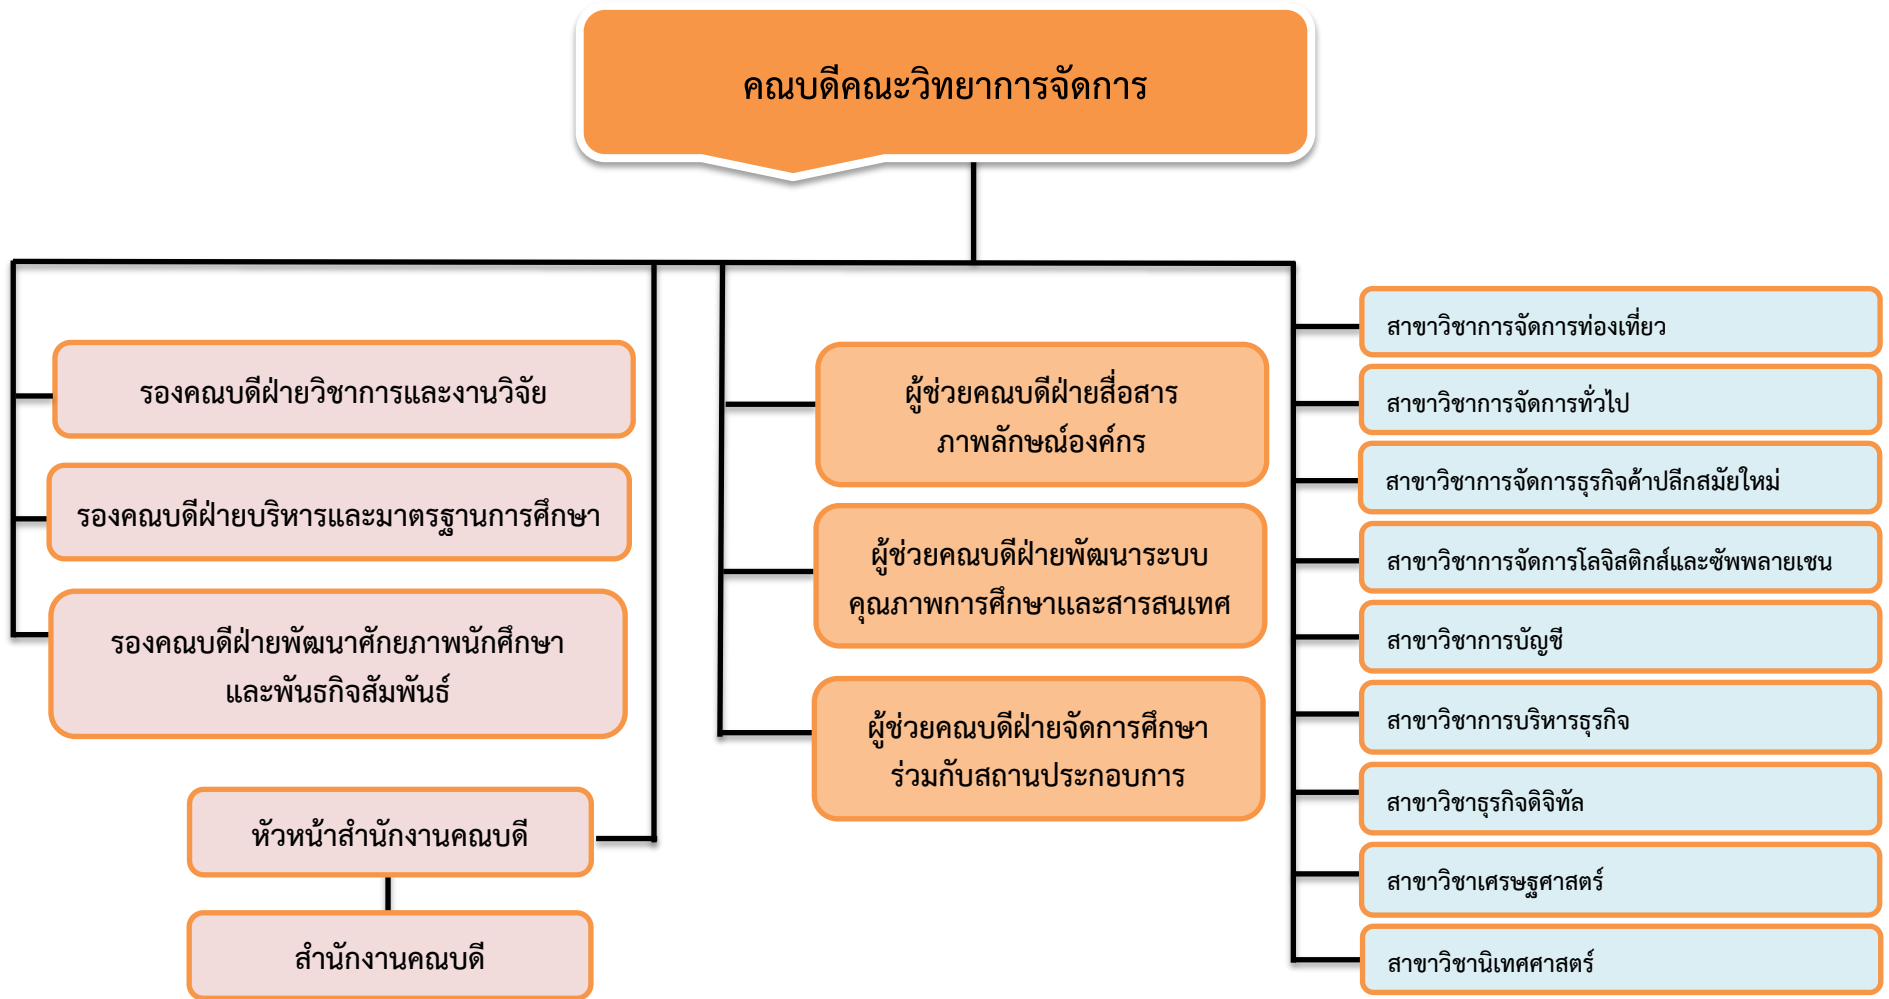 คณบดีคณะวิทยาการจัดการ
รองคณบดีฝ่ายวิชาการและงานวิจัย
รองคณบดีฝ่ายบริหารและมาตรฐานการศึกษา
รองคณบดีฝ่ายพัฒนาศักยภาพนักศึกษา
และพันธกิจสัมพันธ์
หัวหน้าสำนักงานคณบดี
สำนักงานคณบดี
ผู้ช่วยคณบดีฝ่ายสื่อสาร
ภาพลักษณ์องค์กร
ผู้ช่วยคณบดีฝ่ายพัฒนาระบบ
คุณภาพการศึกษาและสารสนเทศ
ผู้ช่วยคณบดีฝ่ายจัดการศึกษา
ร่วมกับสถานประกอบการ
สาขาวิชาการจัดการท่องเที่ยว
สาขาวิชาการจัดการทั่วไป
สาขาวิชาการจัดการธุรกิจค้าปลีกสมัยใหม่
สาขาวิชาการจัดการโลจิสติกส์และซัพพลายเชน
สาขาวิชาการบัญชี
สาขาวิชาการบริหารธุรกิจ
สาขาวิชาธุรกิจดิจิทัล
สาขาวิชาเศรษฐศาสตร์
สาขาวิชานิเทศศาสตร์